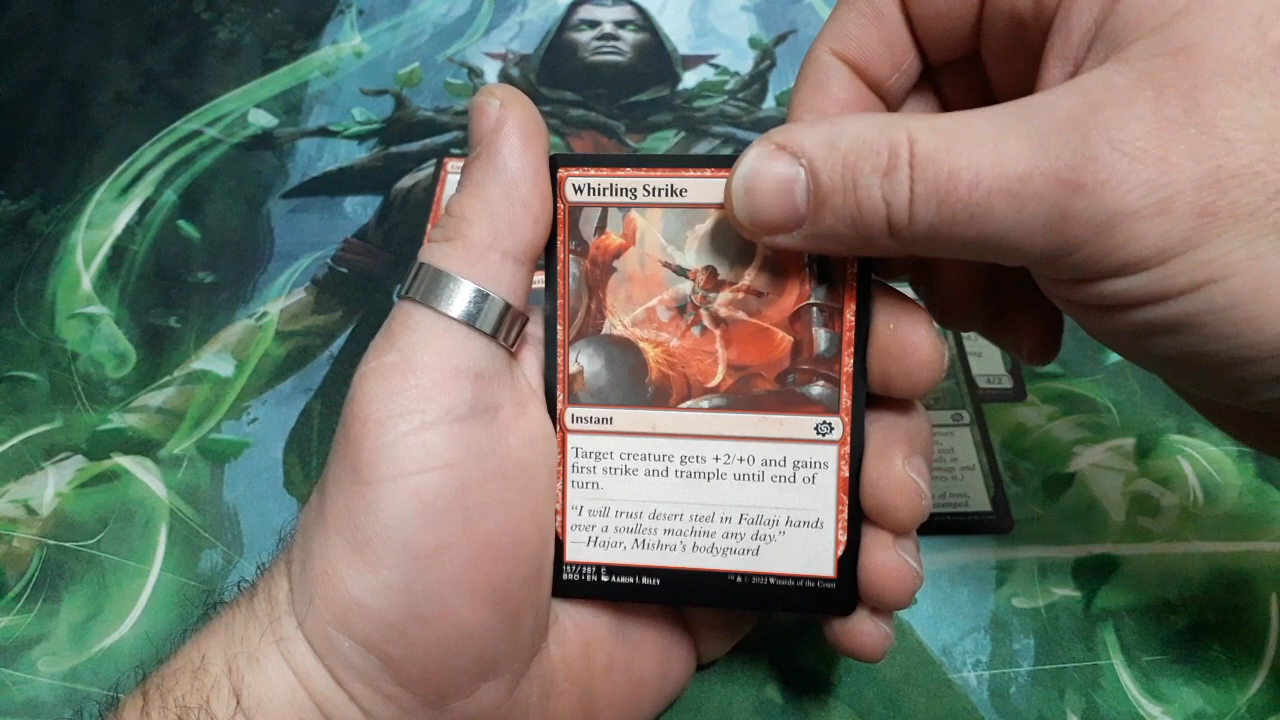 Whirling Strike
Instant
Target creature gets +2/+0 and gains
first strike and trample until end of
turn.
"I will trust desert steel in Fallaji hands
over a soulless machine any day."
—Hajar, Mishra's bodyguard
157/287 C
BRO • EN Aaron J. Riley
™ & © 2022 Wizards of the Coast
4/2